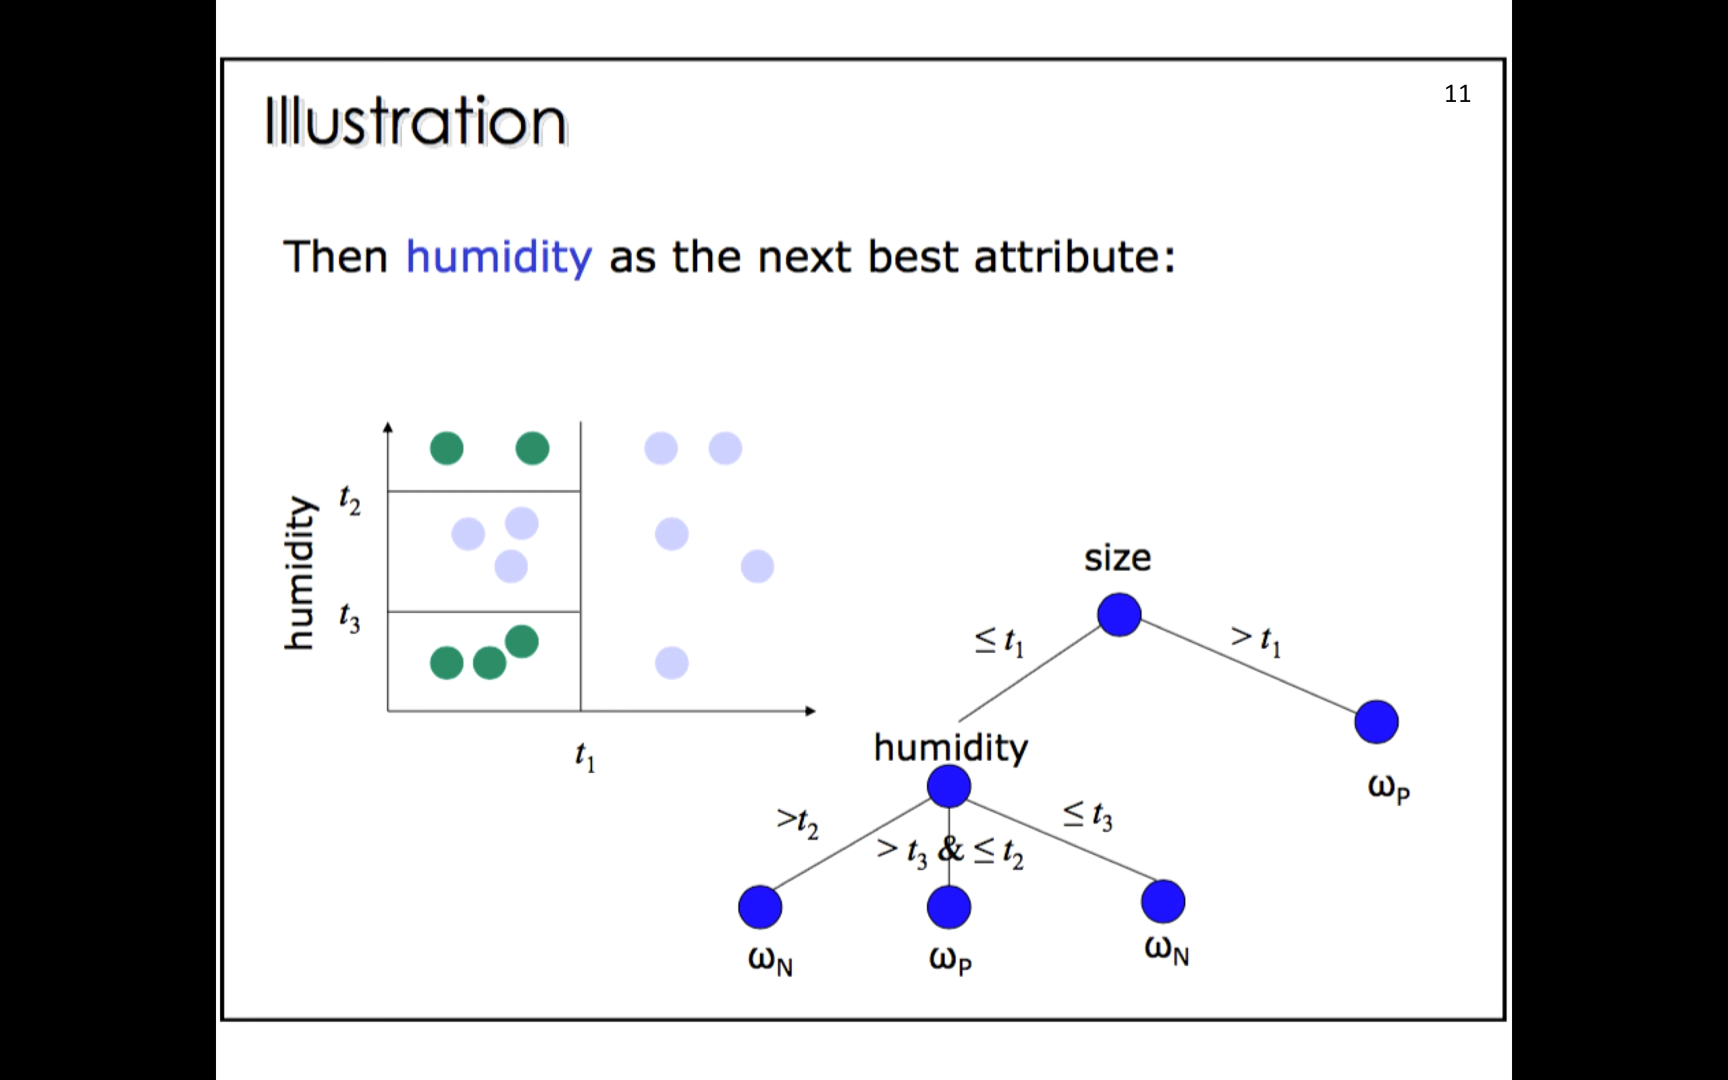 11
Illustration
Then humidity as the next best attribute:
humidity
t2
t3
t1
size
≤ t1
> t1
humidity
ωP
>t2
> t3 & ≤ t2
≤ t3
ωN
ωP
ωN